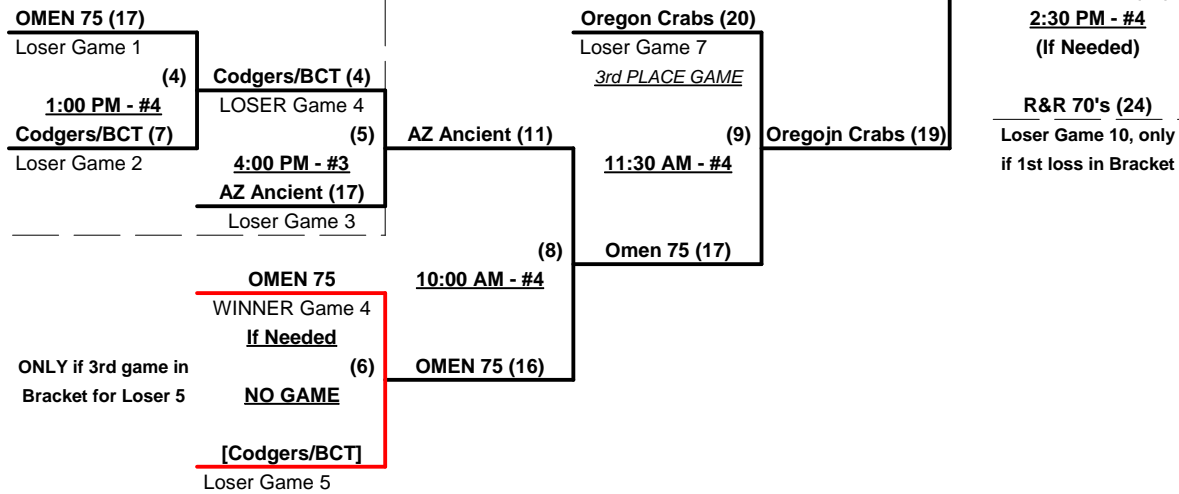 OMEN 75 (17)
Loser Game 1
(4)
1:00 PM - #4
Codgers/BCT (7)
Loser Game 2
Codgers/BCT (4)
LOSER Game 4
(5)
4:00 PM - #3
AZ Ancient (17)
Loser Game 3
OMEN 75
WINNER Game 4
If Needed
ONLY if 3rd game in
Bracket for Loser 5
(6)
NO GAME
[Codgers/BCT]
Loser Game 5
AZ Ancient (11)
(8)
10:00 AM - #4
OMEN 75 (16)
Oregon Crabs (20)
Loser Game 7
3rd PLACE GAME
(9)
11:30 AM - #4
Omen 75 (17)
Oregojn Crabs (19)
2:30 PM - #4
(If Needed)
R&R 70's (24)
Loser Game 10, only
if 1st loss in Bracket